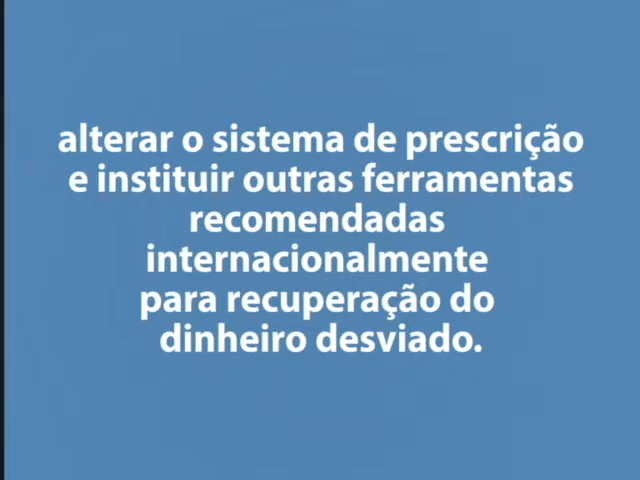 alterar o sistema de prescrição
e instituir outras ferramentas
recomendadas
internacionalmente
para recuperação do
dinheiro desviado.